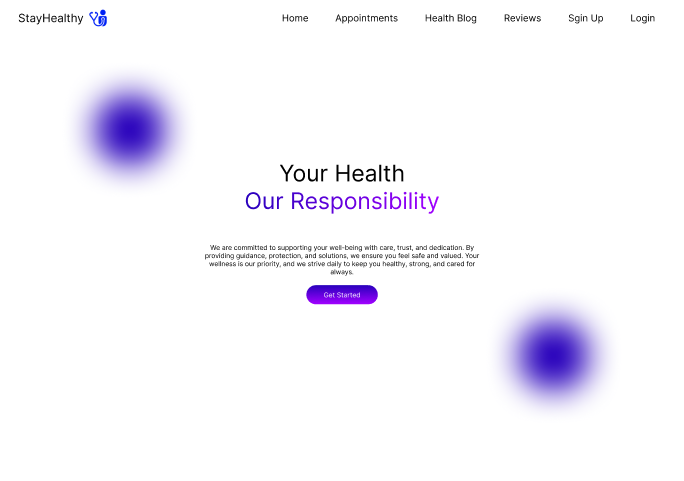 StayHealthy
Home Appointments Health Blog Reviews Sgin Up Login
Your Health
Our Responsibility
We are committed to supporting your well-being with care, trust, and dedication. By
providing guidance, protection, and solutions, we ensure you feel safe and valued. Your
wellness is our priority, and we strive daily to keep you healthy, strong, and cared for
always.
Get Started